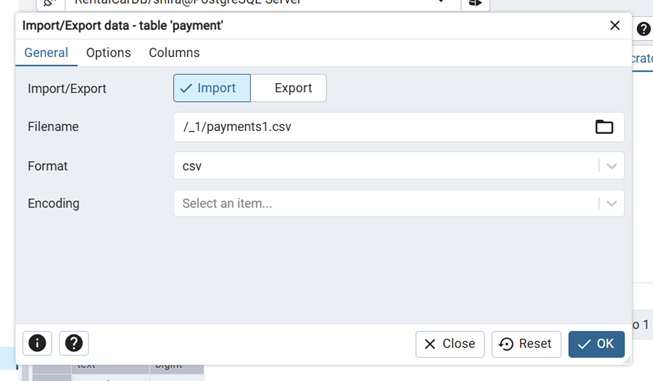 RentalCarDB/shira@PostgreSQL Server
Import/Export data - table 'payment'
General Options Columns
Import/Export Import Export
Filename /_1/payments1.csv
Format csv
Encoding Select an item...
Close Reset OK
text bigint